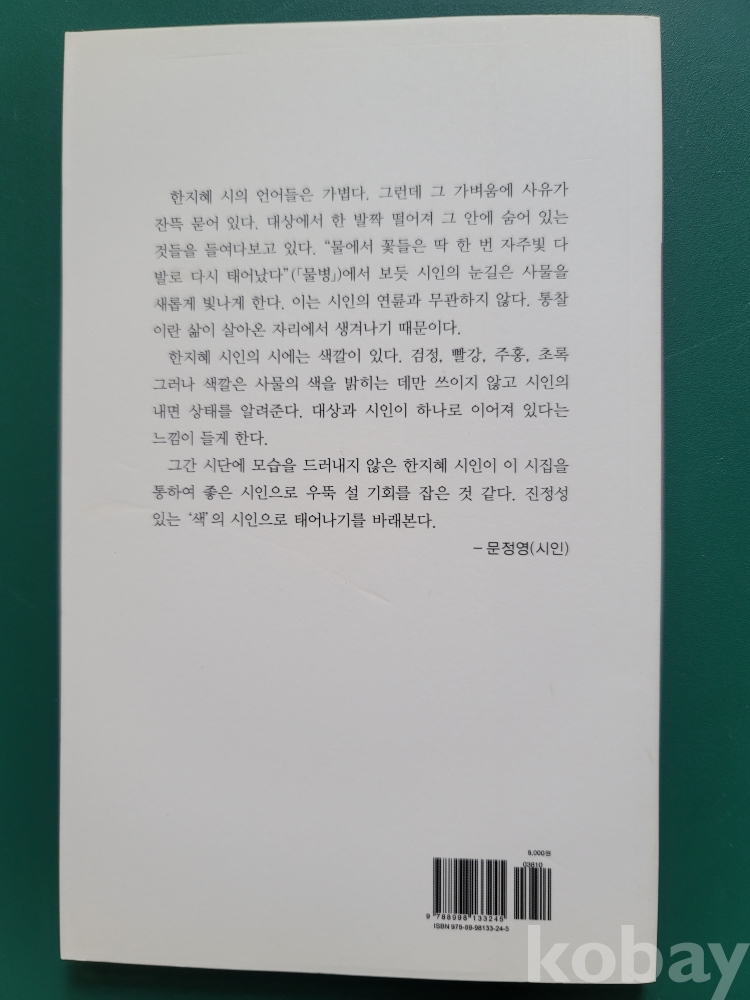 한지혜 시의 언어들은 가볍다. 그런데 그 가벼움에 사유가
잔뜩 묻어 있다. 대상에서 한 발짝 떨어져 그 안에 숨어 있는
것들을 들여다보고 있다. “물에서 꽃들은 딱 한 번 자주빛 다
발로 다시 태어났다”(「물병」)에서 보듯 시인의 눈길은 사물을
새롭게 빛나게 한다. 이는 시인의 연륜과 무관하지 않다. 통찰
이란 삶이 살아온 자리에서 생겨나기 때문이다.
한지혜 시인의 시에는 색깔이 있다. 검정, 빨강, 주홍, 초록
그러나 색깔은 사물의 색을 밝히는 데만 쓰이지 않고 시인의
내면 상태를 알려준다. 대상과 시인이 하나로 이어져 있다는
느낌이 들게 한다.
그간 시단에 모습을 드러내지 않은 한지혜 시인이 이 시집을
통하여 좋은 시인으로 우뚝 설 기회를 잡은 것 같다. 진정성
있는 ‘색’의 시인으로 태어나기를 바래본다.
– 문정영(시인)
9,000원
03810
9 788998 133245
ISBN 978-89-98133-24-5
kobay